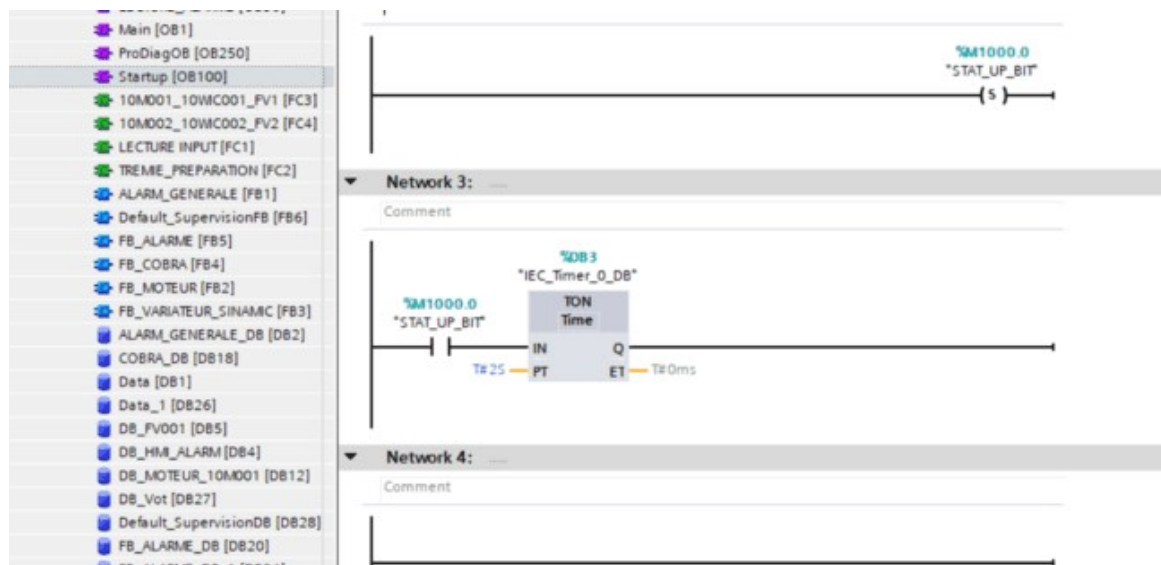 Main [OB1]
ProDiagOB [OB250]
Startup [OB100]
10M001_10WIC001_FV1 [FC3]
10M002_10WIC002_FV2 [FC4]
LECTURE INPUT [FC1]
TREMIE_PREPARATION [FC2]
ALARM_GENERALE [FB1]
Default_SupervisionFB [FB6]
FB_ALARME [FB5]
FB_COBRA [FB4]
FB_MOTEUR [FB2]
FB_VARIATEUR_SINAMIC [FB3]
ALARM_GENERALE_DB [DB2]
COBRA_DB [DB18]
Data [DB1]
Data_1 [DB26]
DB_FV001 [DB5]
DB_HMI_ALARM [DB4]
DB_MOTEUR_10M001 [DB12]
DB_Vot [DB27]
Default_SupervisionDB [DB28]
FB_ALARME_DB [DB20]
%M1000.0
"STAT_UP_BIT"
( S )
Network 3: .....
Comment
%DB3
"IEC_Timer_0_DB"
%M1000.0
"STAT_UP_BIT"
TON
Time
IN Q
T#2S PT ET T#0ms
Network 4: .....
Comment